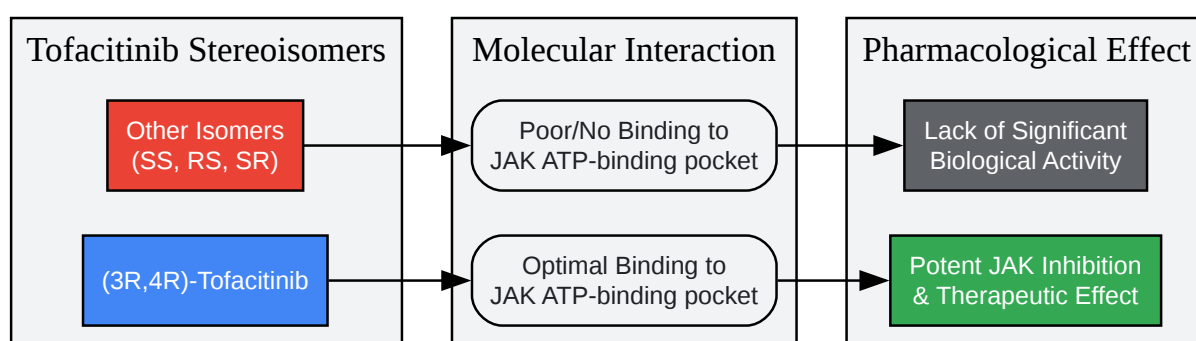 Tofacitinib Stereoisomers
Other Isomers
(SS, RS, SR)
(3R,4R)-Tofacitinib
Molecular Interaction
Poor/No Binding to
JAK ATP-binding pocket
Optimal Binding to
JAK ATP-binding pocket
Pharmacological Effect
Lack of Significant
Biological Activity
Potent JAK Inhibition
& Therapeutic Effect